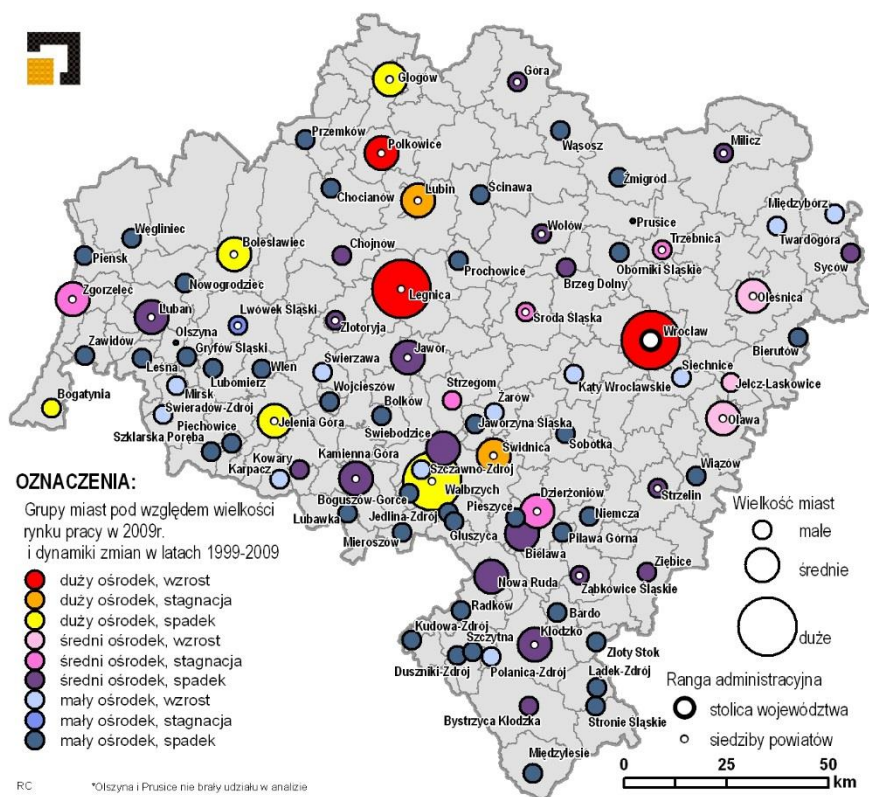 Głogów
Góra
Przemków
Polkowice
Wąsosz
Milicz
Żmigród
Chocianów
Lubin
Ścinawa
Międzybórz
Prusice
Twardogóra
Węgliniec
Bolesławiec
Wołów
Trzebnica
Pieńsk
Chojnów
Prochowice
Oborniki Śląskie
Syców
Brzeg Dolny
Nowogrodziec
Zgorzelec
Legnica
Oleśnica
Lubań
Lwówek Śląski
Złotoryja
Środa Śląska
Olszyna
Wrocław
Zawidów
Gryfów Śląski
Jawor
Bierutów
Leśna
Lubomierz
Wleń
Świerzawa
Siechnice
Mirsk
Kąty Wrocławskie
Jelcz-Laskowice
Bogatynia
Wojcieszów
Strzegom
Żarów
Świeradów-Zdrój
Bolków
Oława
Piechowice
Jelenia Góra
Jaworzyna Śląska
Szklarska Poręba
Świebodzice
Sobótka
Kamienna Góra
Świdnica
Kowary
Szczawno-Zdrój
Karpacz
Wiązów
Wałbrzych
Strzelin
Boguszów-Gorce
Dzierżoniów
Pieszyce
Lubawka
Jedlina-Zdrój
Niemcza
Głuszyca
Piława Górna
Mieroszów
Bielawa
Ziębice
Nowa Ruda
Ząbkowice Śląskie
Radków
Bardo
Kudowa-Zdrój
Kłodzko
Szczytna
Złoty Stok
Duszniki-Zdrój
Polanica-Zdrój
Lądek-Zdrój
Bystrzyca Kłodzka
Stronie Śląskie
Międzylesie
OZNACZENIA:
Grupy miast pod względem wielkości
rynku pracy w 2009r.
i dynamiki zmian w latach 1999-2009
duży ośrodek, wzrost
duży ośrodek, stagnacja
duży ośrodek, spadek
średni ośrodek, wzrost
średni ośrodek, stagnacja
średni ośrodek, spadek
mały ośrodek, wzrost
mały ośrodek, stagnacja
mały ośrodek, spadek
Wielkość miast
małe
średnie
duże
Ranga administracyjna
stolica województwa
siedziby powiatów
0 25 50
km
RC
*Olszyna i Prusice nie brały udziału w analizie